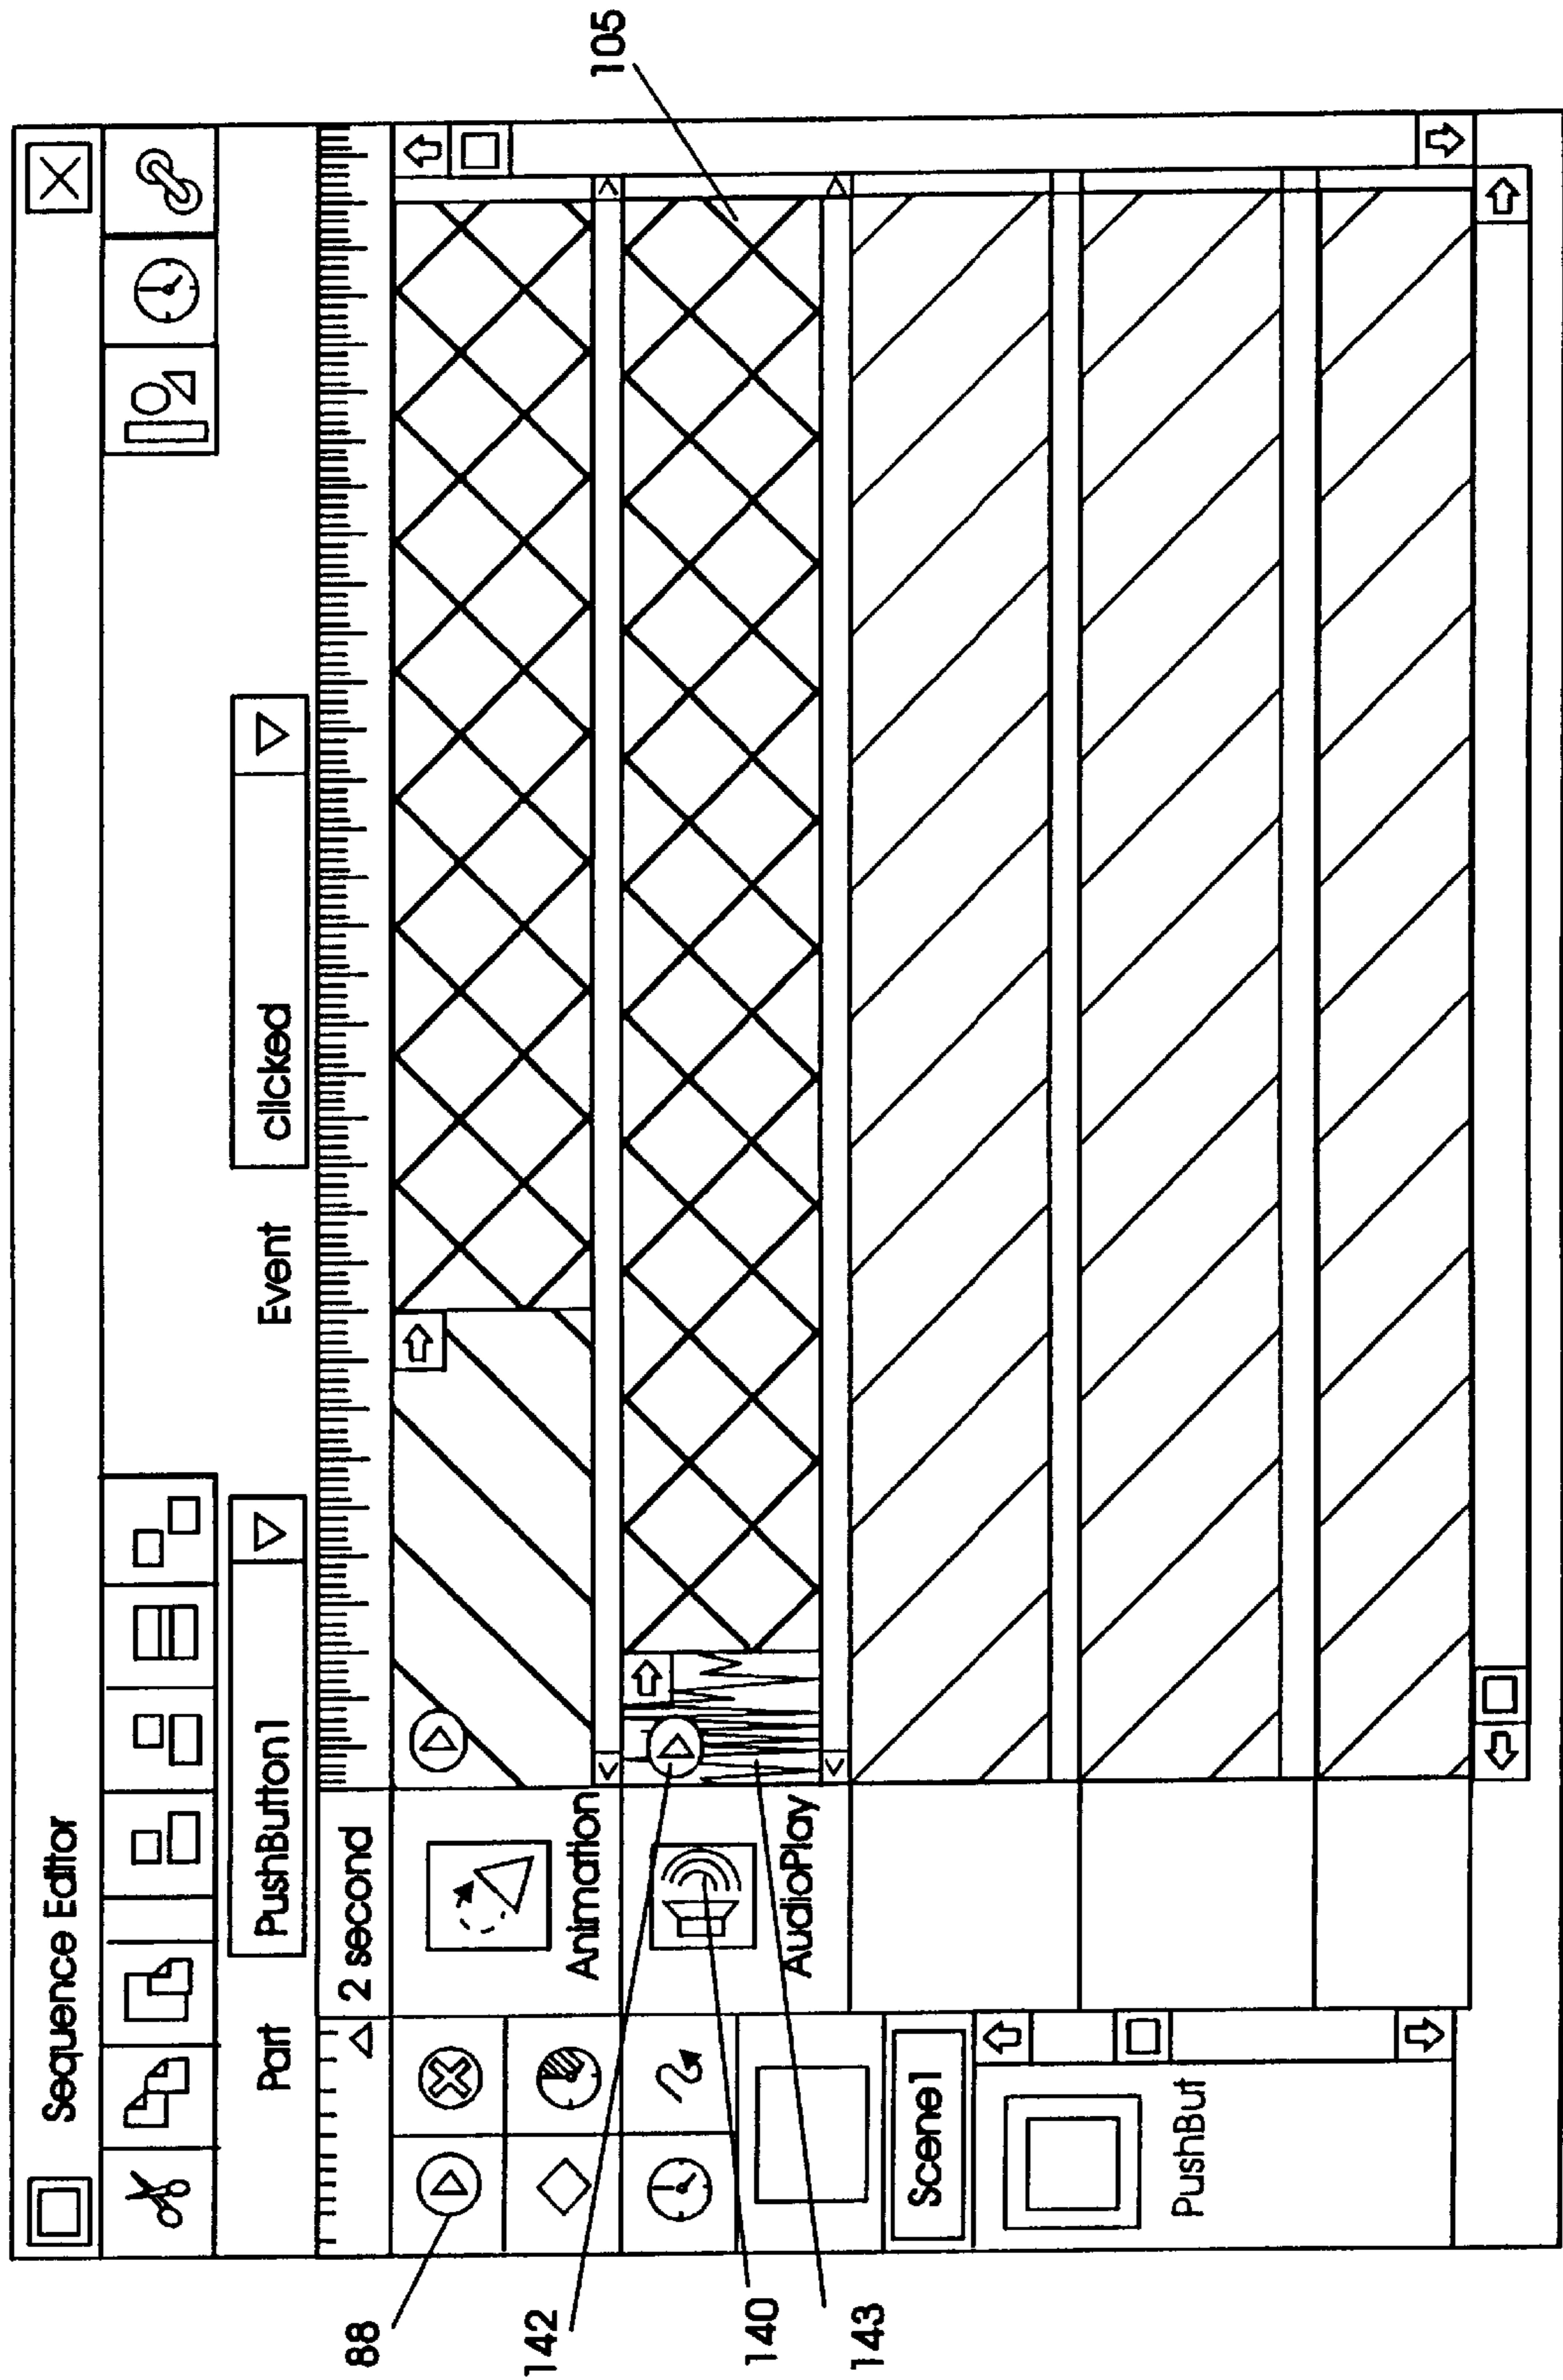 Sequence Editor
Part PushButton1 Event clicked
2 second
Animation
AudioPlay
Scene1
PushBut
88
142
140
143
105